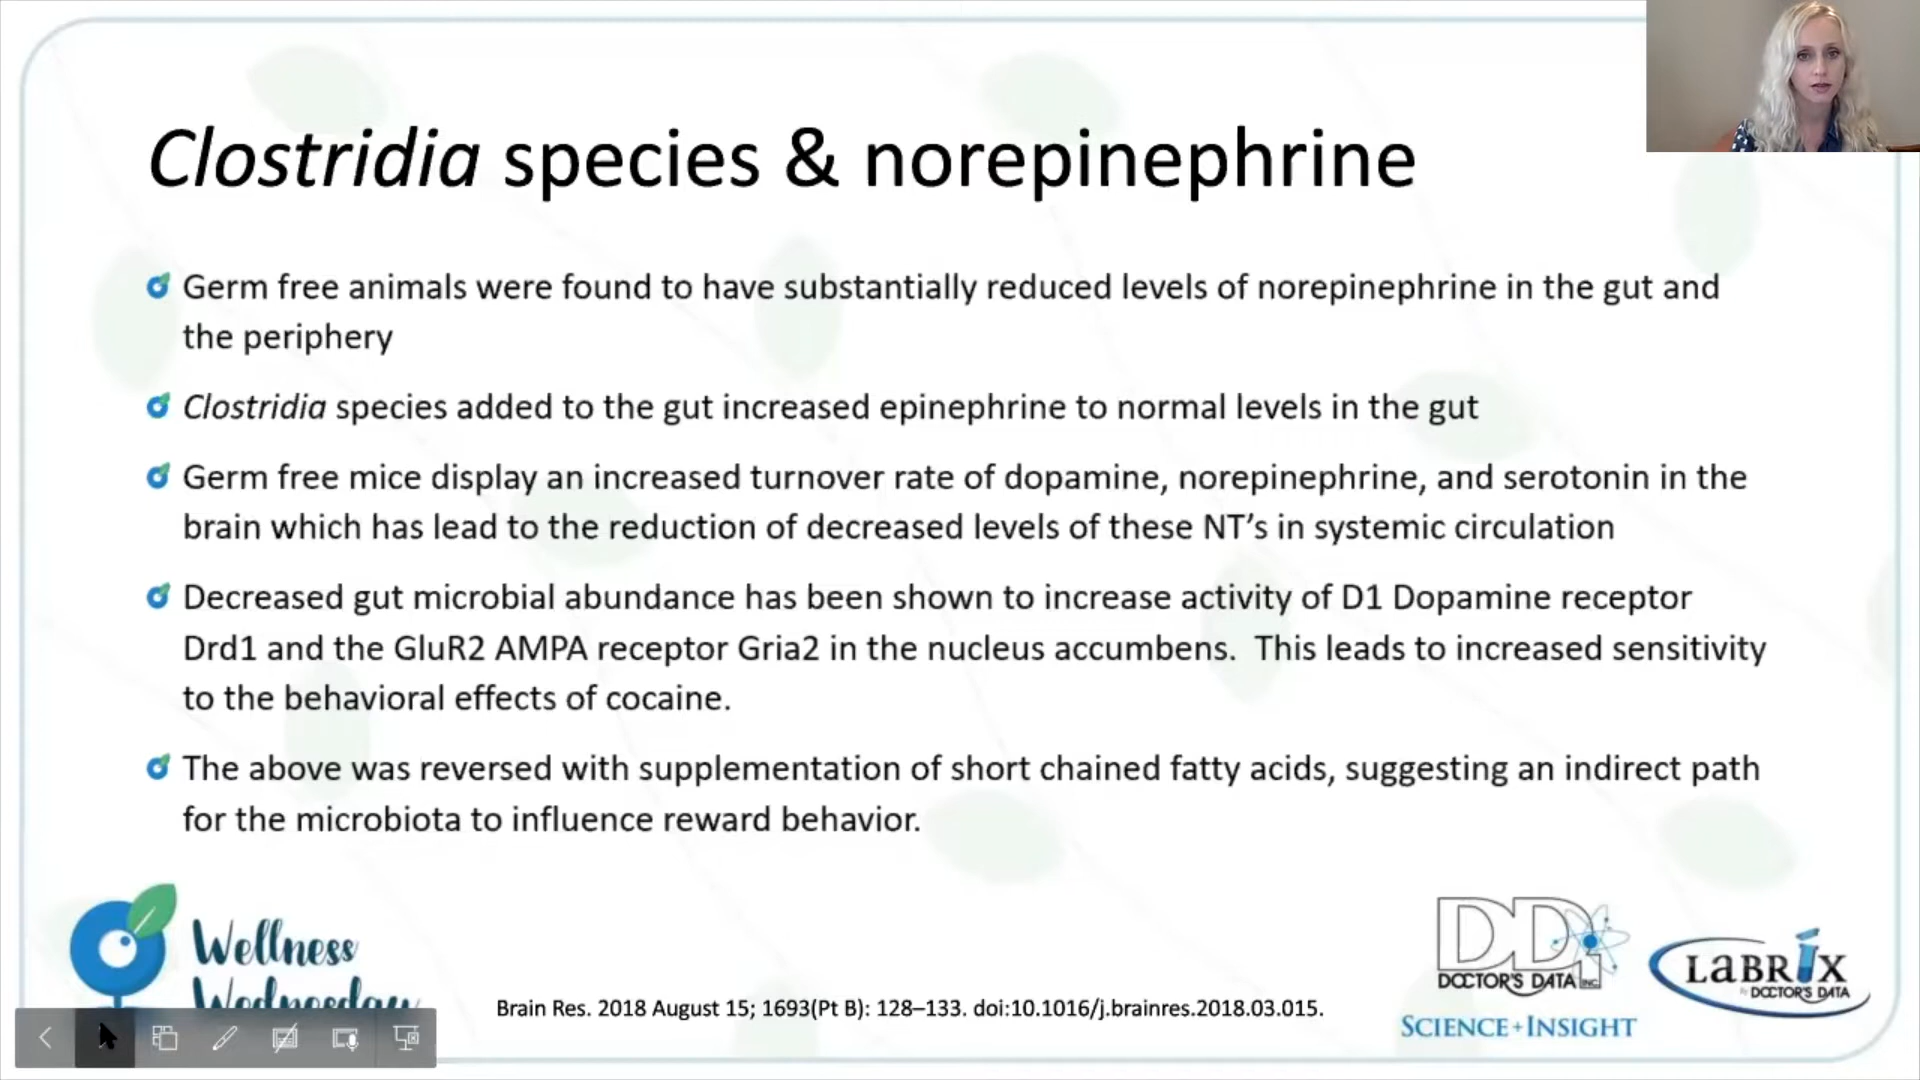 Clostridia species & norepinephrine
Germ free animals were found to have substantially reduced levels of norepinephrine in the gut and
the periphery
Clostridia species added to the gut increased epinephrine to normal levels in the gut
Germ free mice display an increased turnover rate of dopamine, norepinephrine, and serotonin in the
brain which has lead to the reduction of decreased levels of these NT’s in systemic circulation
Decreased gut microbial abundance has been shown to increase activity of D1 Dopamine receptor
Drd1 and the GluR2 AMPA receptor Gria2 in the nucleus accumbens.  This leads to increased sensitivity
to the behavioral effects of cocaine.
The above was reversed with supplementation of short chained fatty acids, suggesting an indirect path
for the microbiota to influence reward behavior.
Wellness
Wednesday
Brain Res. 2018 August 15; 1693(Pt B): 128–133. doi:10.1016/j.brainres.2018.03.015.
DDI
DOCTOR'S DATA INC
SCIENCE+INSIGHT
LABRIX
by DOCTOR'S DATA